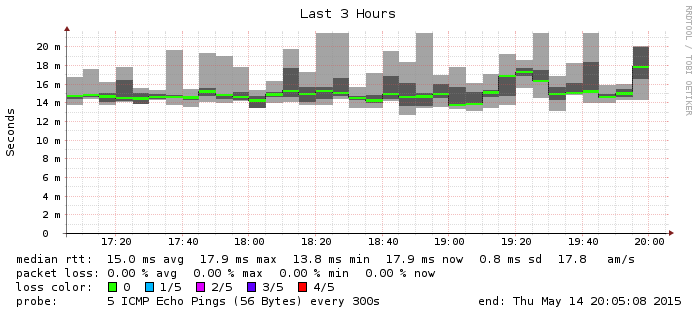 Last 3 Hours
RRDTOOL / TOBI OETIKER
Seconds
20 m
18 m
16 m
14 m
12 m
10 m
8 m
6 m
4 m
2 m
0
17:20 17:40 18:00 18:20 18:40 19:00 19:20 19:40 20:00
median rtt: 15.0 ms avg 17.9 ms max 13.8 ms min 17.9 ms now 0.8 ms sd 17.8 am/s
packet loss: 0.00 % avg 0.00 % max 0.00 % min 0.00 % now
loss color: 0 1/5 2/5 3/5 4/5
probe: 5 ICMP Echo Pings (56 Bytes) every 300s end: Thu May 14 20:05:08 2015